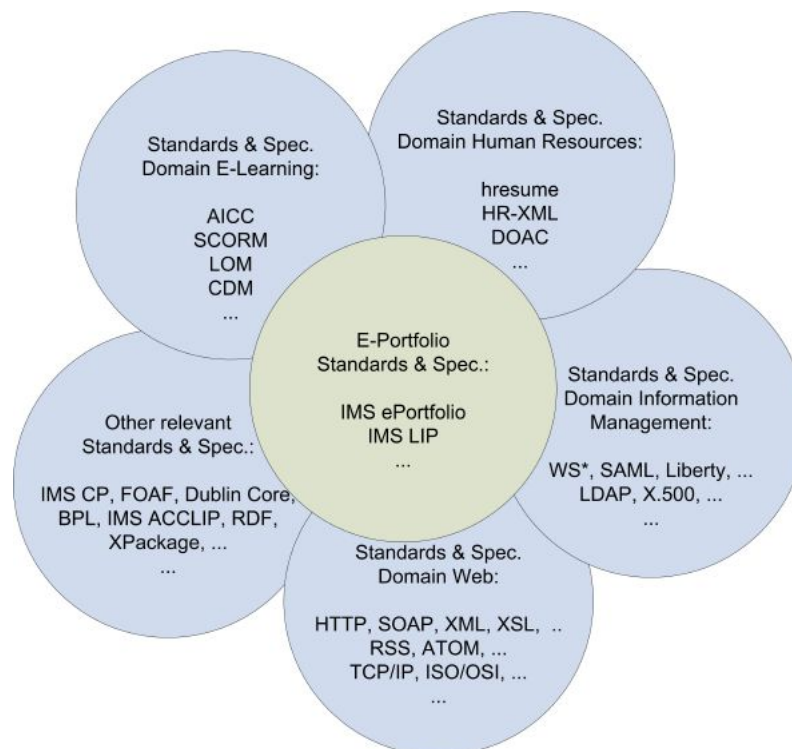 Standards & Spec.
Domain E-Learning:
AICC
SCORM
LOM
CDM
...
Standards & Spec.
Domain Human Resources:
hresume
HR-XML
DOAC
...
E-Portfolio
Standards & Spec.:
IMS ePortfolio
IMS LIP
...
Standards & Spec.
Domain Information
Management:
WS*, SAML, Liberty, ...
LDAP, X.500, ...
...
Other relevant
Standards & Spec.:
IMS CP, FOAF, Dublin Core,
BPL, IMS ACCLIP, RDF,
XPackage, ...
...
Standards & Spec.
Domain Web:
HTTP, SOAP, XML, XSL, ..
RSS, ATOM, ...
TCP/IP, ISO/OSI, ...
...